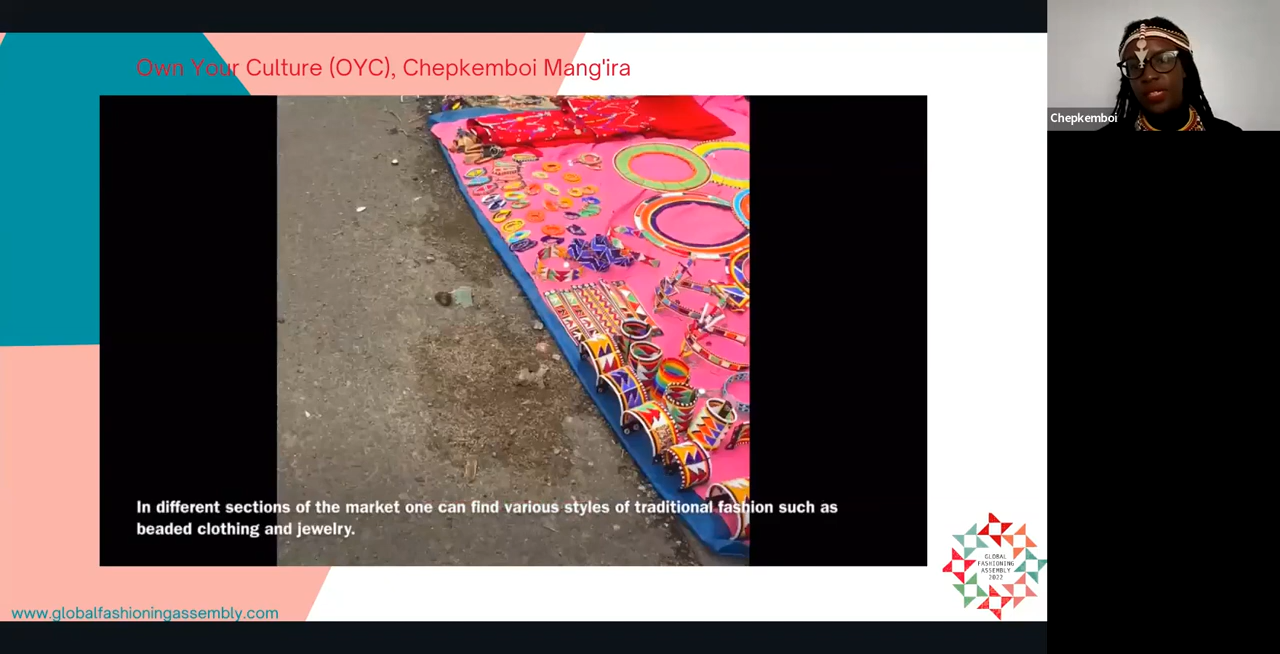 Own Your Culture (OYC), Chepkemboi Mang'ira
Chepkemboi
In different sections of the market one can find various styles of traditional fashion such as
beaded clothing and jewelry.
GLOBAL
FASHIONING
ASSEMBLY
2022
www.globalfashioningassembly.com